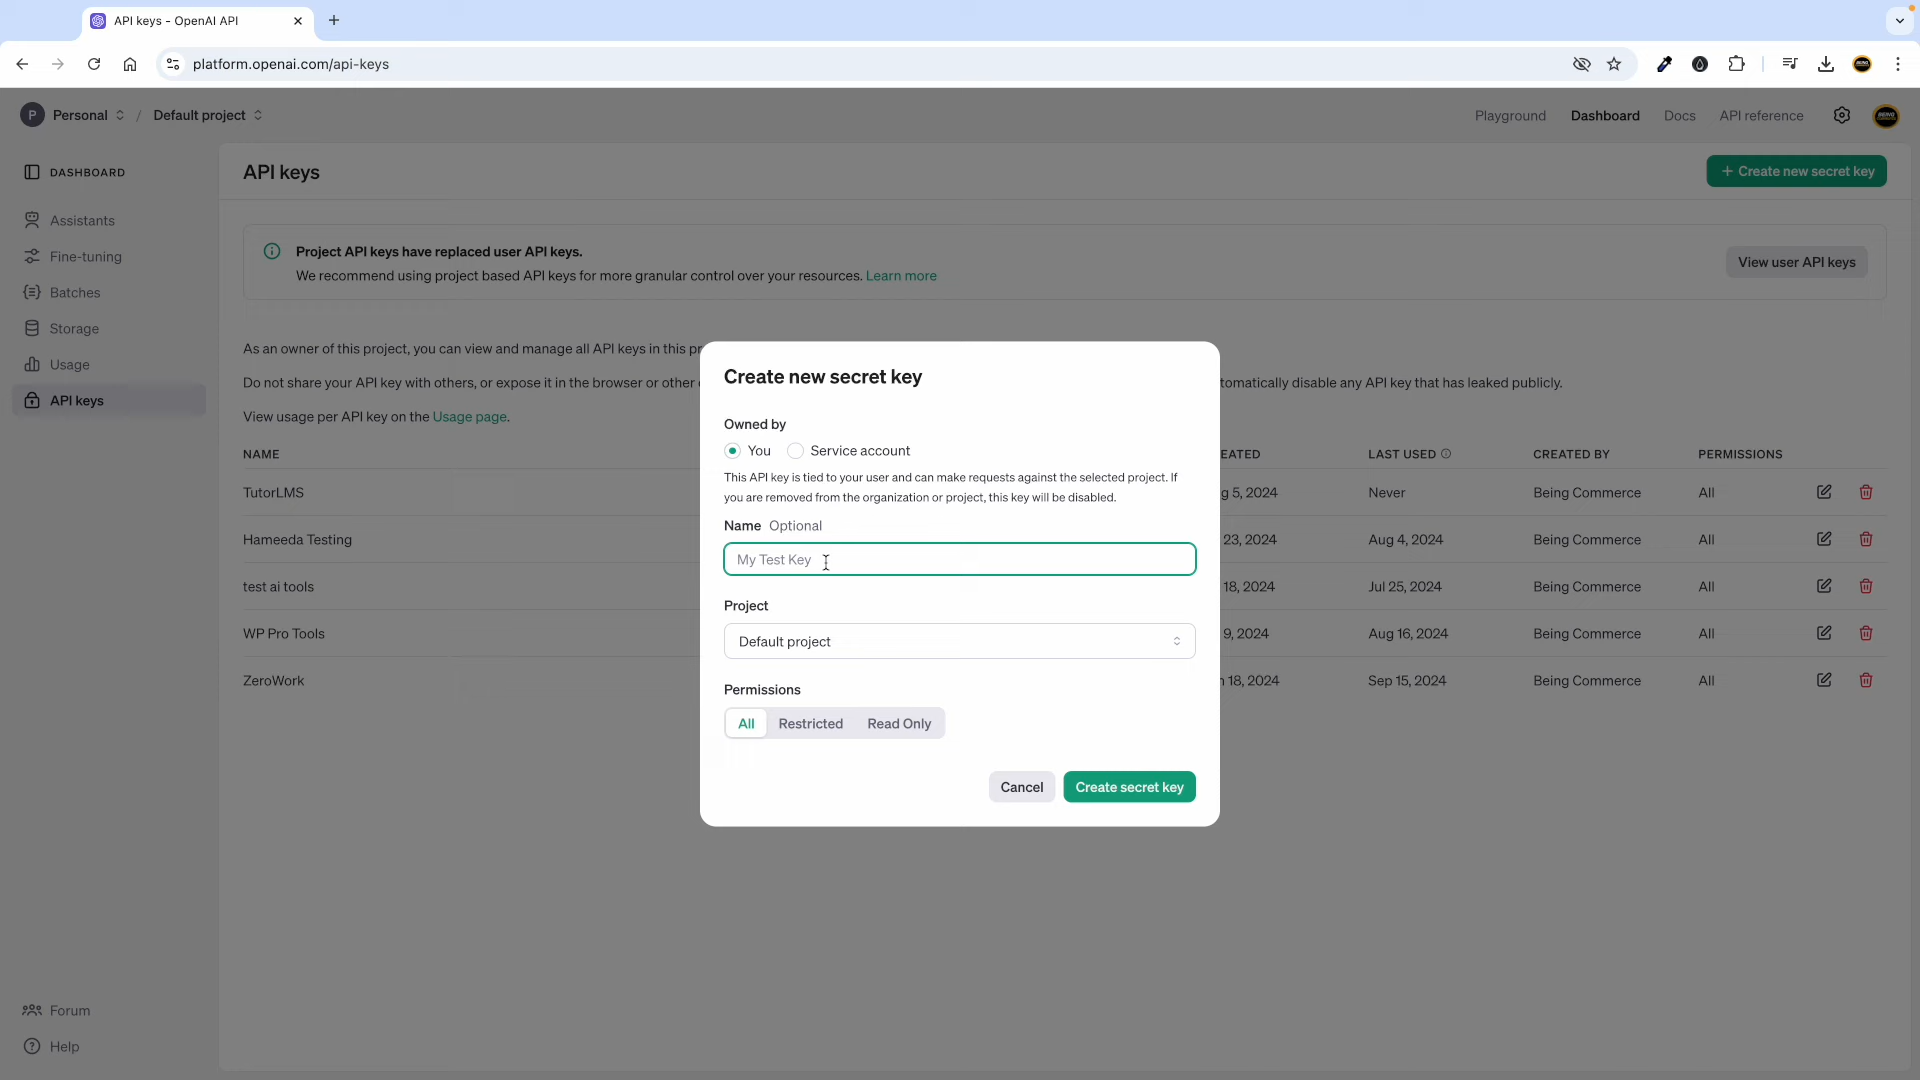 API keys - OpenAI API
platform.openai.com/api-keys
P Personal / Default project
Playground Dashboard Docs API reference
DASHBOARD
Assistants
Fine-tuning
Batches
Storage
Usage
API keys
Forum
Help
API keys
+ Create new secret key
Project API keys have replaced user API keys.
We recommend using project based API keys for more granular control over your resources. Learn more
View user API keys
As an owner of this project, you can view and manage all API keys in this
Do not share your API key with others, or expose it in the browser or other
any API key that has leaked publicly.
View usage per API key on the Usage page.
NAME LAST USED CREATED BY PERMISSIONS
TutorLMS 5, 2024 Never Being Commerce All
Hameeda Testing 23, 2024 Aug 4, 2024 Being Commerce All
test ai tools 18, 2024 Jul 25, 2024 Being Commerce All
WP Pro Tools 9, 2024 Aug 16, 2024 Being Commerce All
ZeroWork 18, 2024 Sep 15, 2024 Being Commerce All
Create new secret key
Owned by
You Service account
This API key is tied to your user and can make requests against the selected project. If
you are removed from the organization or project, this key will be disabled.
Name Optional
My Test Key
Project
Default project
Permissions
All Restricted Read Only
Cancel Create secret key